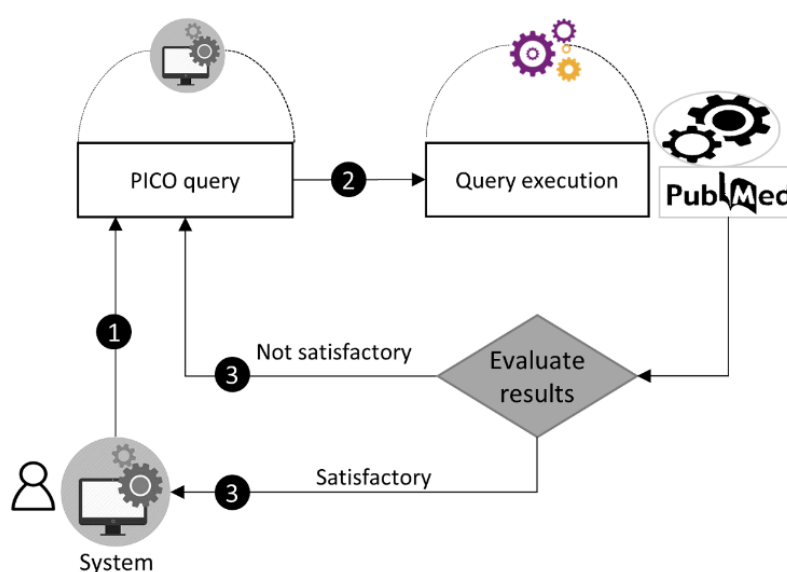 PICO query
2
Query execution
PubMed
1
Not satisfactory
3
Evaluate
results
Satisfactory
3
System